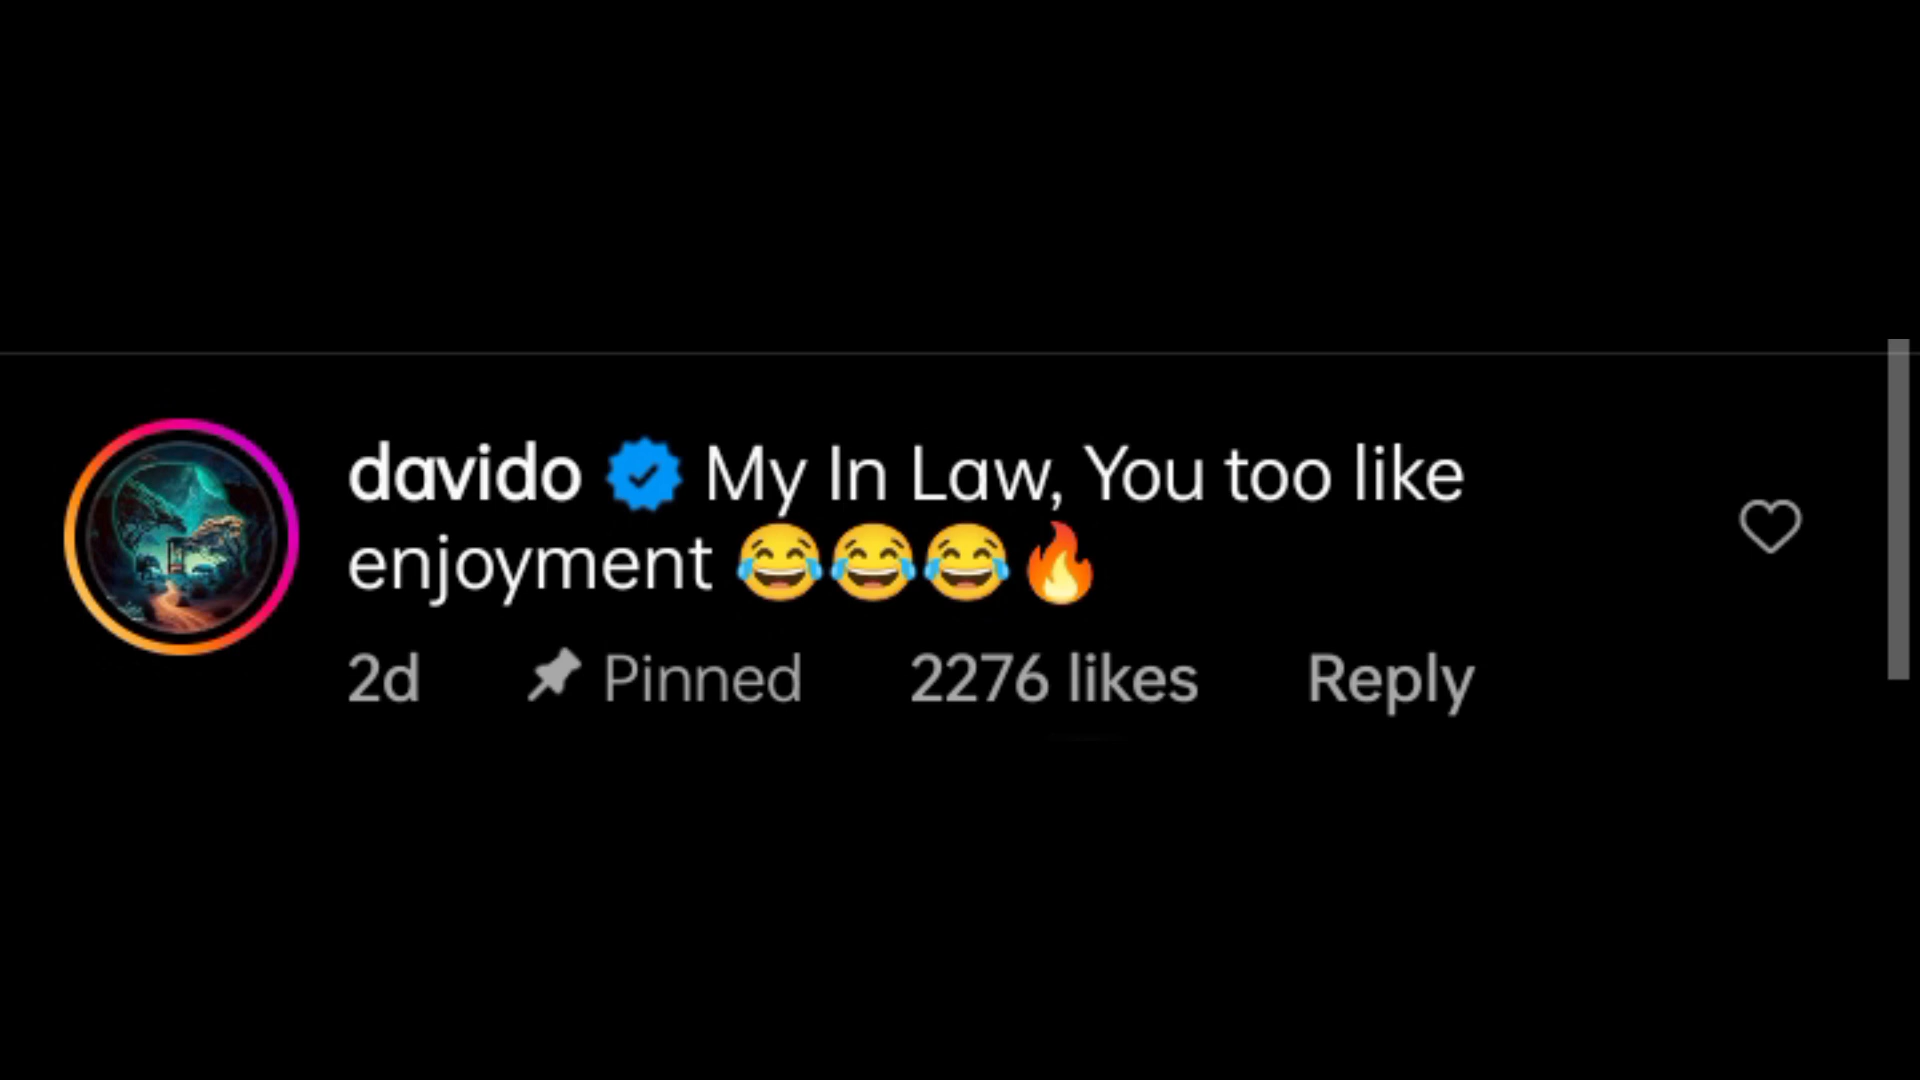 davido My In Law, You too like
enjoyment 😂😂😂🔥
2d Pinned 2276 likes Reply